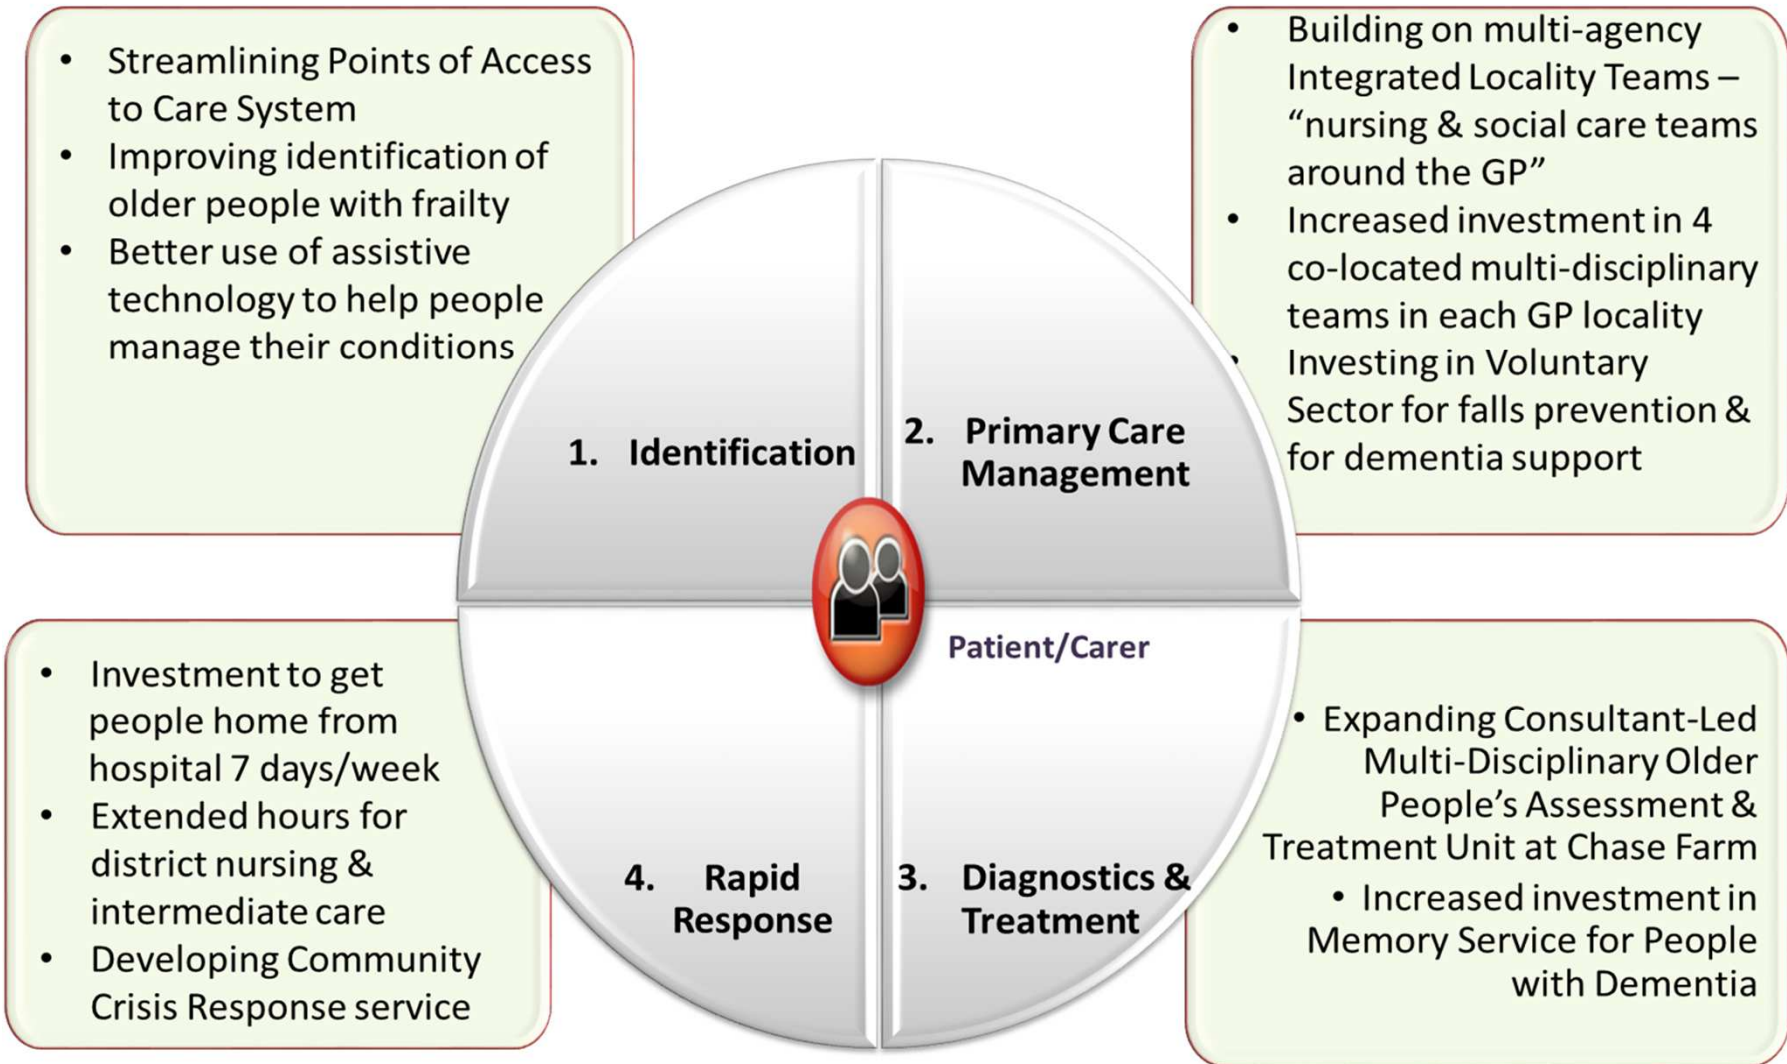 • Streamlining Points of Access
to Care System
• Improving identification of
older people with frailty
• Better use of assistive
technology to help people
manage their conditions
• Building on multi-agency
Integrated Locality Teams –
“nursing & social care teams
around the GP”
• Increased investment in 4
co-located multi-disciplinary
teams in each GP locality
• Investing in Voluntary
Sector for falls prevention &
for dementia support
1. Identification
2. Primary Care
Management
Patient/Carer
• Investment to get
people home from
hospital 7 days/week
• Extended hours for
district nursing &
intermediate care
• Developing Community
Crisis Response service
4. Rapid
Response
3. Diagnostics &
Treatment
• Expanding Consultant-Led
Multi-Disciplinary Older
People’s Assessment &
Treatment Unit at Chase Farm
• Increased investment in
Memory Service for People
with Dementia